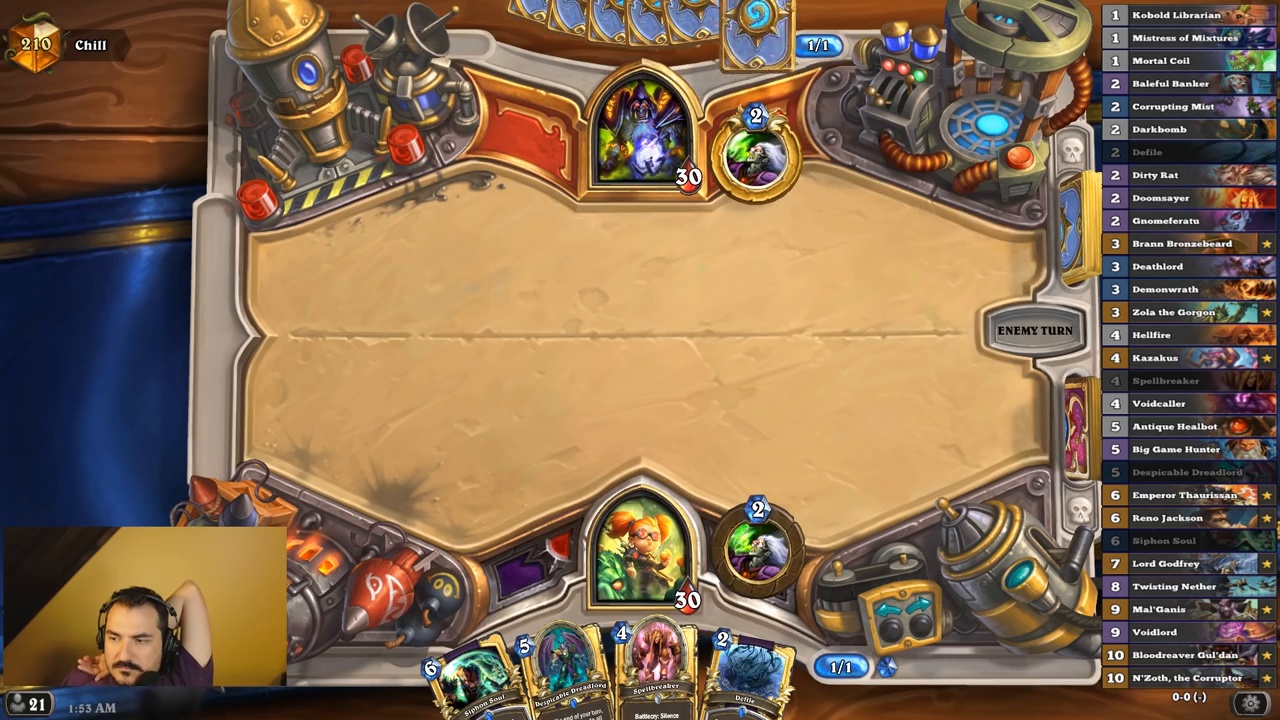 210
Chill
1/1
2
30
ENEMY TURN
2
30
6
5
4
2
Siphon Soul
Despicable Dreadlord
Spellbreaker
Defile
Battlecry: Silence
1/1
21
1:53 AM
1 Kobold Librarian
1 Mistress of Mixtures
1 Mortal Coil
2 Baleful Banker
2 Corrupting Mist
2 Darkbomb
2 Defile
2 Dirty Rat
2 Doomsayer
2 Gnomeferatu
3 Brann Bronzebeard
3 Deathlord
3 Demonwrath
3 Zola the Gorgon
4 Hellfire
4 Kazakus
4 Spellbreaker
4 Voidcaller
5 Antique Healbot
5 Big Game Hunter
5 Despicable Dreadlord
6 Emperor Thaurissan
6 Reno Jackson
6 Siphon Soul
7 Lord Godfrey
8 Twisting Nether
9 Mal'Ganis
9 Voidlord
10 Bloodreaver Gul'dan
10 N'Zoth, the Corruptor
0-0 (-)